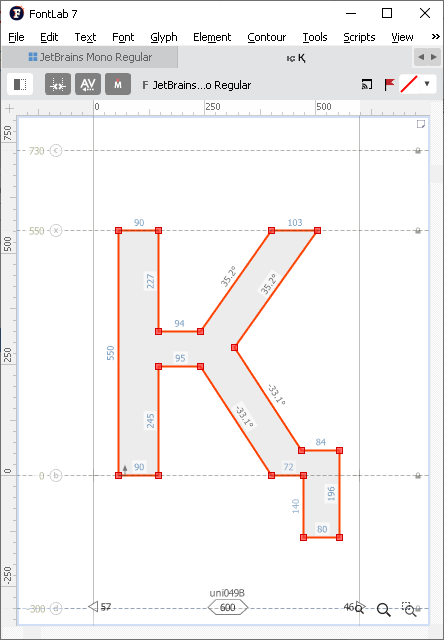 FontLab 7
File Edit Text Font Glyph Element Contour Tools Scripts View »
JetBrains Mono Regular
F JetBrains...o Regular
0 250 500
750
730 c
90 103
550 x
500
227 35.2° 35.2°
94
550
95
250
-33.1°
245 -33.1°
84
90 72
0 0 b
196
140
80
-250
uni049B
-300 d 57 600 46